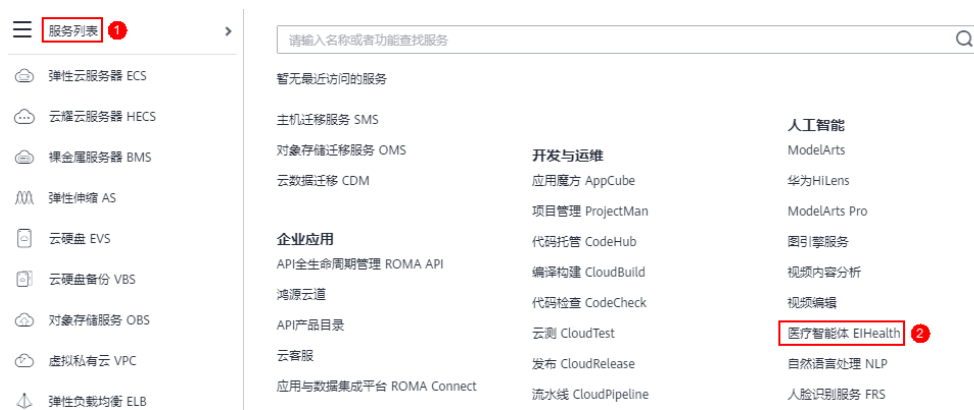 服务列表 1
弹性云服务器 ECS
云耀云服务器 HECS
裸金属服务器 BMS
弹性伸缩 AS
云硬盘 EVS
云硬盘备份 VBS
对象存储服务 OBS
虚拟私有云 VPC
弹性负载均衡 ELB
请输入名称或者功能查找服务
暂无最近访问的服务
主机迁移服务 SMS
对象存储迁移服务 OMS
云数据迁移 CDM
企业应用
API全生命周期管理 ROMA API
鸿源云道
API产品目录
云客服
应用与数据集成平台 ROMA Connect
开发与运维
应用魔方 AppCube
项目管理 ProjectMan
代码托管 CodeHub
编译构建 CloudBuild
代码检查 CodeCheck
云测 CloudTest
发布 CloudRelease
流水线 CloudPipeline
人工智能
ModelArts
华为HiLens
ModelArts Pro
图引擎服务
视频内容分析
视频编辑
医疗智能体 EIHealth 2
自然语言处理 NLP
人脸识别服务 FRS